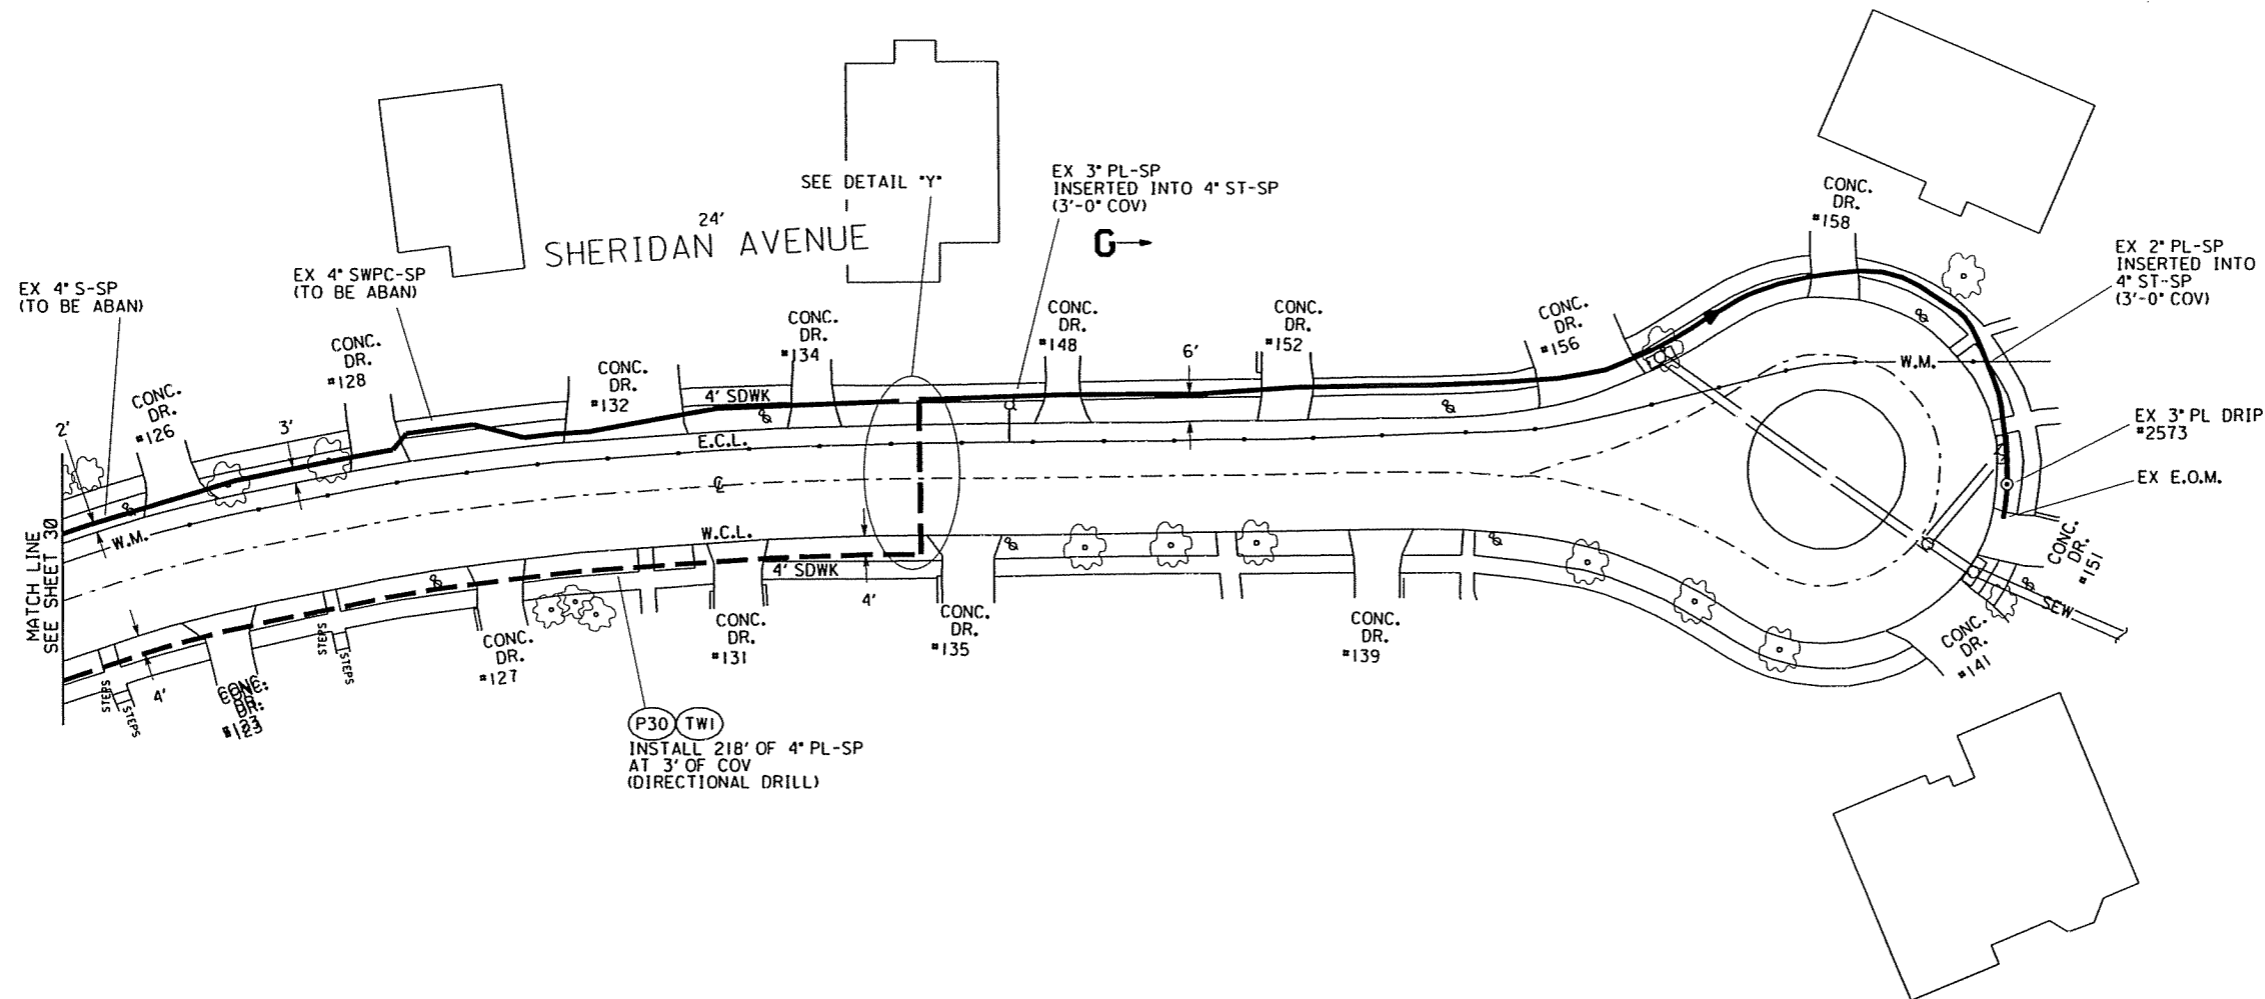 SEE DETAIL "Y"
24'
SHERIDAN AVENUE
EX 3" PL-SP
INSERTED INTO 4" ST-SP
(3'-0" COV)
G
CONC.
DR.
#158
EX 2" PL-SP
INSERTED INTO
4" ST-SP
(3'-0" COV)
EX 4" S-SP
(TO BE ABAN)
EX 4" SWPC-SP
(TO BE ABAN)
CONC.
DR.
#126
CONC.
DR.
#128
CONC.
DR.
#132
CONC.
DR.
#134
CONC.
DR.
#148
CONC.
DR.
#152
CONC.
DR.
#156
2'
3'
6'
4' SDWK
E.C.L.
W.M.
W.M.
EX 3" PL DRIP
#2573
EX E.O.M.
MATCH LINE
SEE SHEET 30
W.C.L.
4' SDWK
4'
4'
STEPS
STEPS
STEPS
STEPS
CONC.
DR.
#123
CONC.
DR.
#127
CONC.
DR.
#131
CONC.
DR.
#135
CONC.
DR.
#139
CONC.
DR.
#141
CONC.
DR.
#151
SEW
P30 TW1
INSTALL 218' OF 4" PL-SP
AT 3' OF COV
(DIRECTIONAL DRILL)